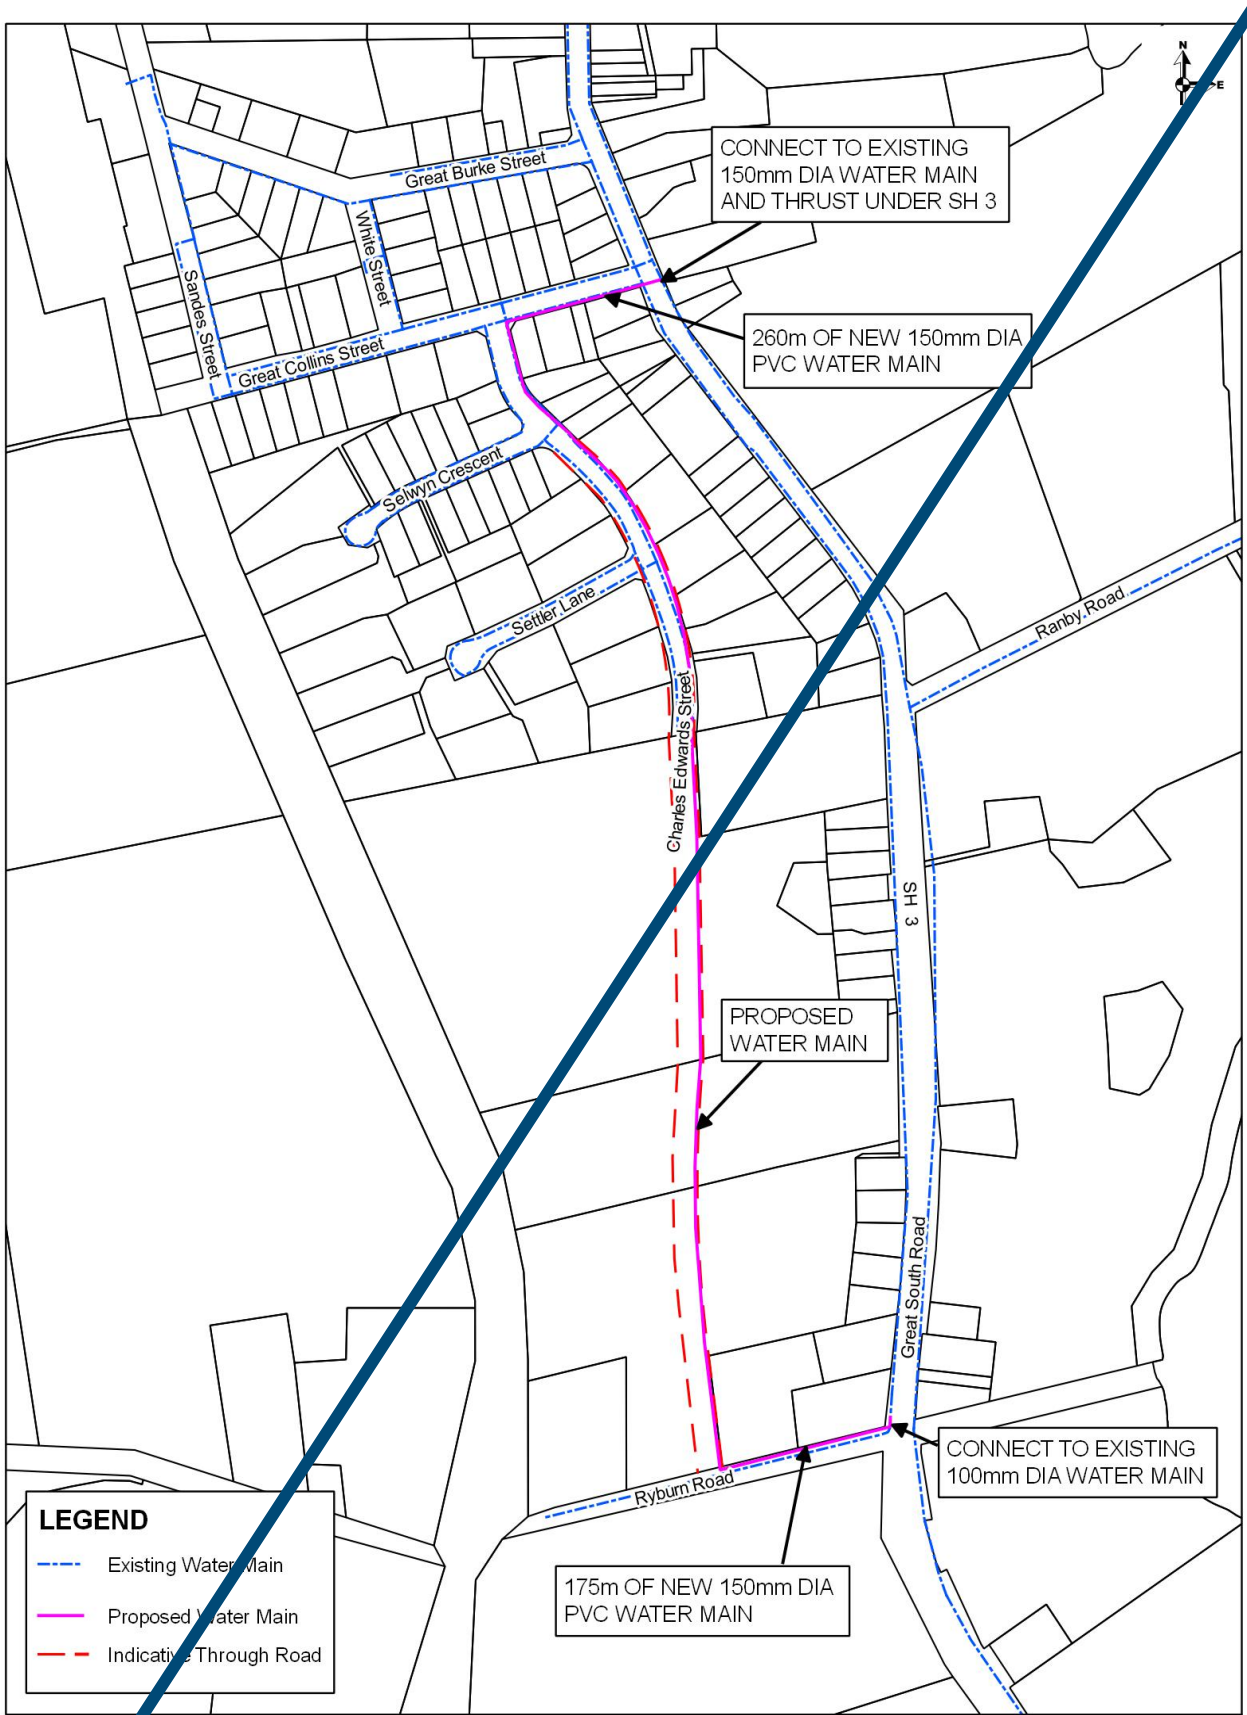 N
E
CONNECT TO EXISTING
150mm DIA WATER MAIN
AND THRUST UNDER SH 3
Great Burke Street
White Street
Sandes Street
260m OF NEW 150mm DIA
PVC WATER MAIN
Great Collins Street
Selwyn Crescent
Settler Lane
Ranby Road
Charles Edwards Street
SH 3
PROPOSED
WATER MAIN
Great South Road
CONNECT TO EXISTING
100mm DIA WATER MAIN
Ryburn Road
175m OF NEW 150mm DIA
PVC WATER MAIN
LEGEND
Existing Water Main
Proposed Water Main
Indicative Through Road